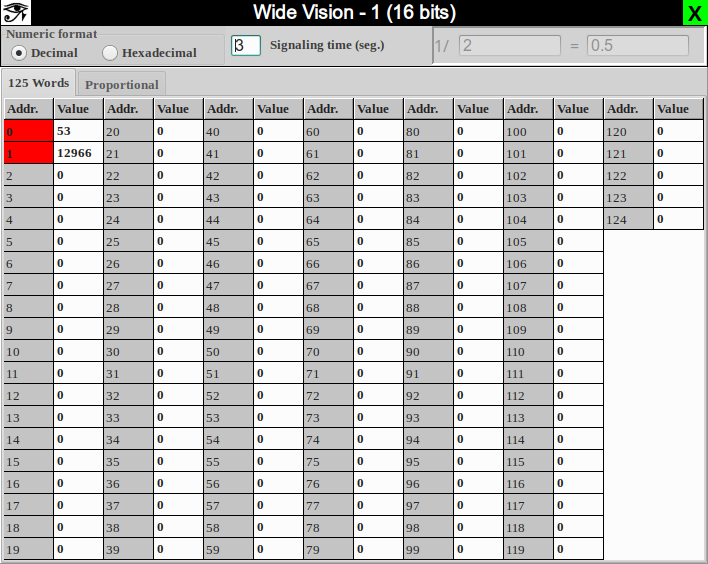 Wide Vision - 1 (16 bits) X
Numeric format
Decimal Hexadecimal 3 Signaling time (seg.) 1/ 2 = 0.5
125 Words Proportional
Addr. Value Addr. Value Addr. Value Addr. Value Addr. Value Addr. Value Addr. Value
0 53 20 0 40 0 60 0 80 0 100 0 120 0
1 12966 21 0 41 0 61 0 81 0 101 0 121 0
2 0 22 0 42 0 62 0 82 0 102 0 122 0
3 0 23 0 43 0 63 0 83 0 103 0 123 0
4 0 24 0 44 0 64 0 84 0 104 0 124 0
5 0 25 0 45 0 65 0 85 0 105 0
6 0 26 0 46 0 66 0 86 0 106 0
7 0 27 0 47 0 67 0 87 0 107 0
8 0 28 0 48 0 68 0 88 0 108 0
9 0 29 0 49 0 69 0 89 0 109 0
10 0 30 0 50 0 70 0 90 0 110 0
11 0 31 0 51 0 71 0 91 0 111 0
12 0 32 0 52 0 72 0 92 0 112 0
13 0 33 0 53 0 73 0 93 0 113 0
14 0 34 0 54 0 74 0 94 0 114 0
15 0 35 0 55 0 75 0 95 0 115 0
16 0 36 0 56 0 76 0 96 0 116 0
17 0 37 0 57 0 77 0 97 0 117 0
18 0 38 0 58 0 78 0 98 0 118 0
19 0 39 0 59 0 79 0 99 0 119 0